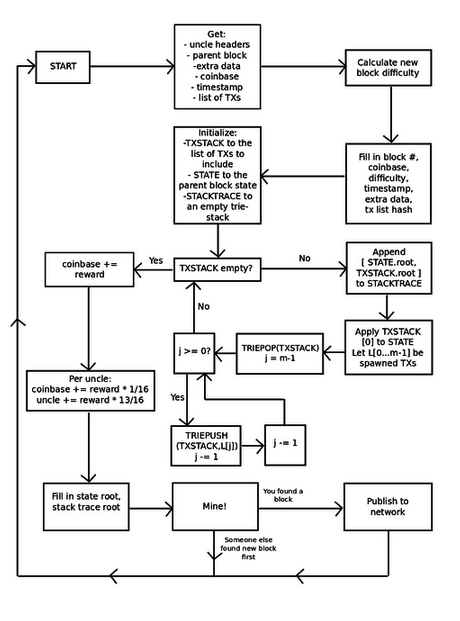 START
Get:
- uncle headers
- parent block
-extra data
- coinbase
- timestamp
- list of TXs
Calculate new
block difficulty
Initialize:
-TXSTACK to the
list of TXs to
include
- STATE to the
parent block state
-STACKTRACE to
an empty trie-
stack
Fill in block #,
coinbase,
difficulty,
timestamp,
extra data,
tx list hash
coinbase +=
reward
Yes
TXSTACK empty?
No
Append
[ STATE.root,
TXSTACK.root ]
to STACKTRACE
No
j >= 0?
TRIEPOP(TXSTACK)
j = m-1
Apply TXSTACK
[0] to STATE
Let L[0...m-1] be
spawned TXs
Per uncle:
coinbase += reward * 1/16
uncle += reward * 13/16
Yes
TRIEPUSH
(TXSTACK,L[j])
j -= 1
j -= 1
Fill in state root,
stack trace root
Mine!
You found a
block
Publish to
network
Someone else
found new block
first